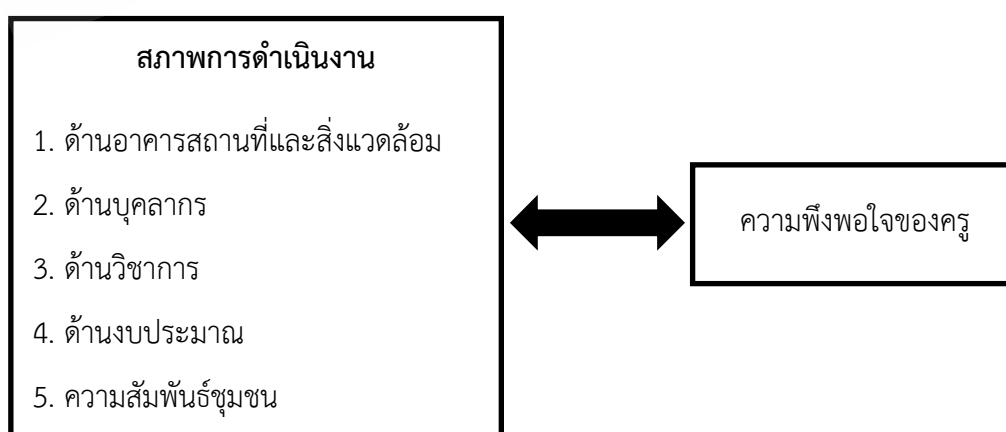 สภาพการดำเนินงาน
1. ด้านอาคารสถานที่และสิ่งแวดล้อม
2. ด้านบุคลากร
3. ด้านวิชาการ
4. ด้านงบประมาณ
5. ความสัมพันธ์ชุมชน
ความพึงพอใจของครู